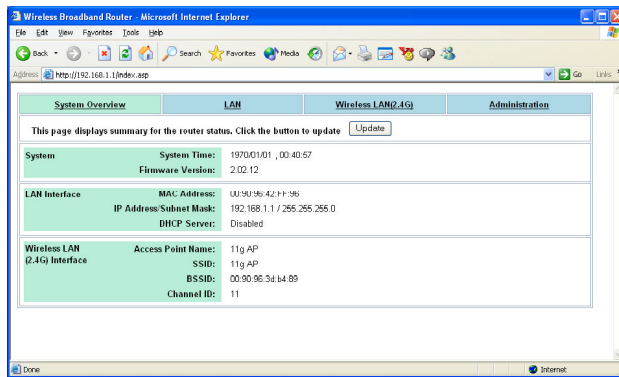 Wireless Broadband Router - Microsoft Internet Explorer
File Edit View Favorites Tools Help
Back Search Favorites Media
Address http://192.168.1.1/index.asp Go Links
System Overview LAN Wireless LAN(2.4G) Administration
This page displays summary for the router status. Click the button to update Update
System System Time: 1970/01/01 , 00:40:57
Firmware Version: 2.02.12
LAN Interface MAC Address: 00:90:96:42:FF:96
IP Address/Subnet Mask: 192.168.1.1 / 255.255.255.0
DHCP Server: Disabled
Wireless LAN Access Point Name: 11g AP
(2.4G) Interface SSID: 11g AP
BSSID: 00:90:96:3d:b4:89
Channel ID: 11
Done Internet